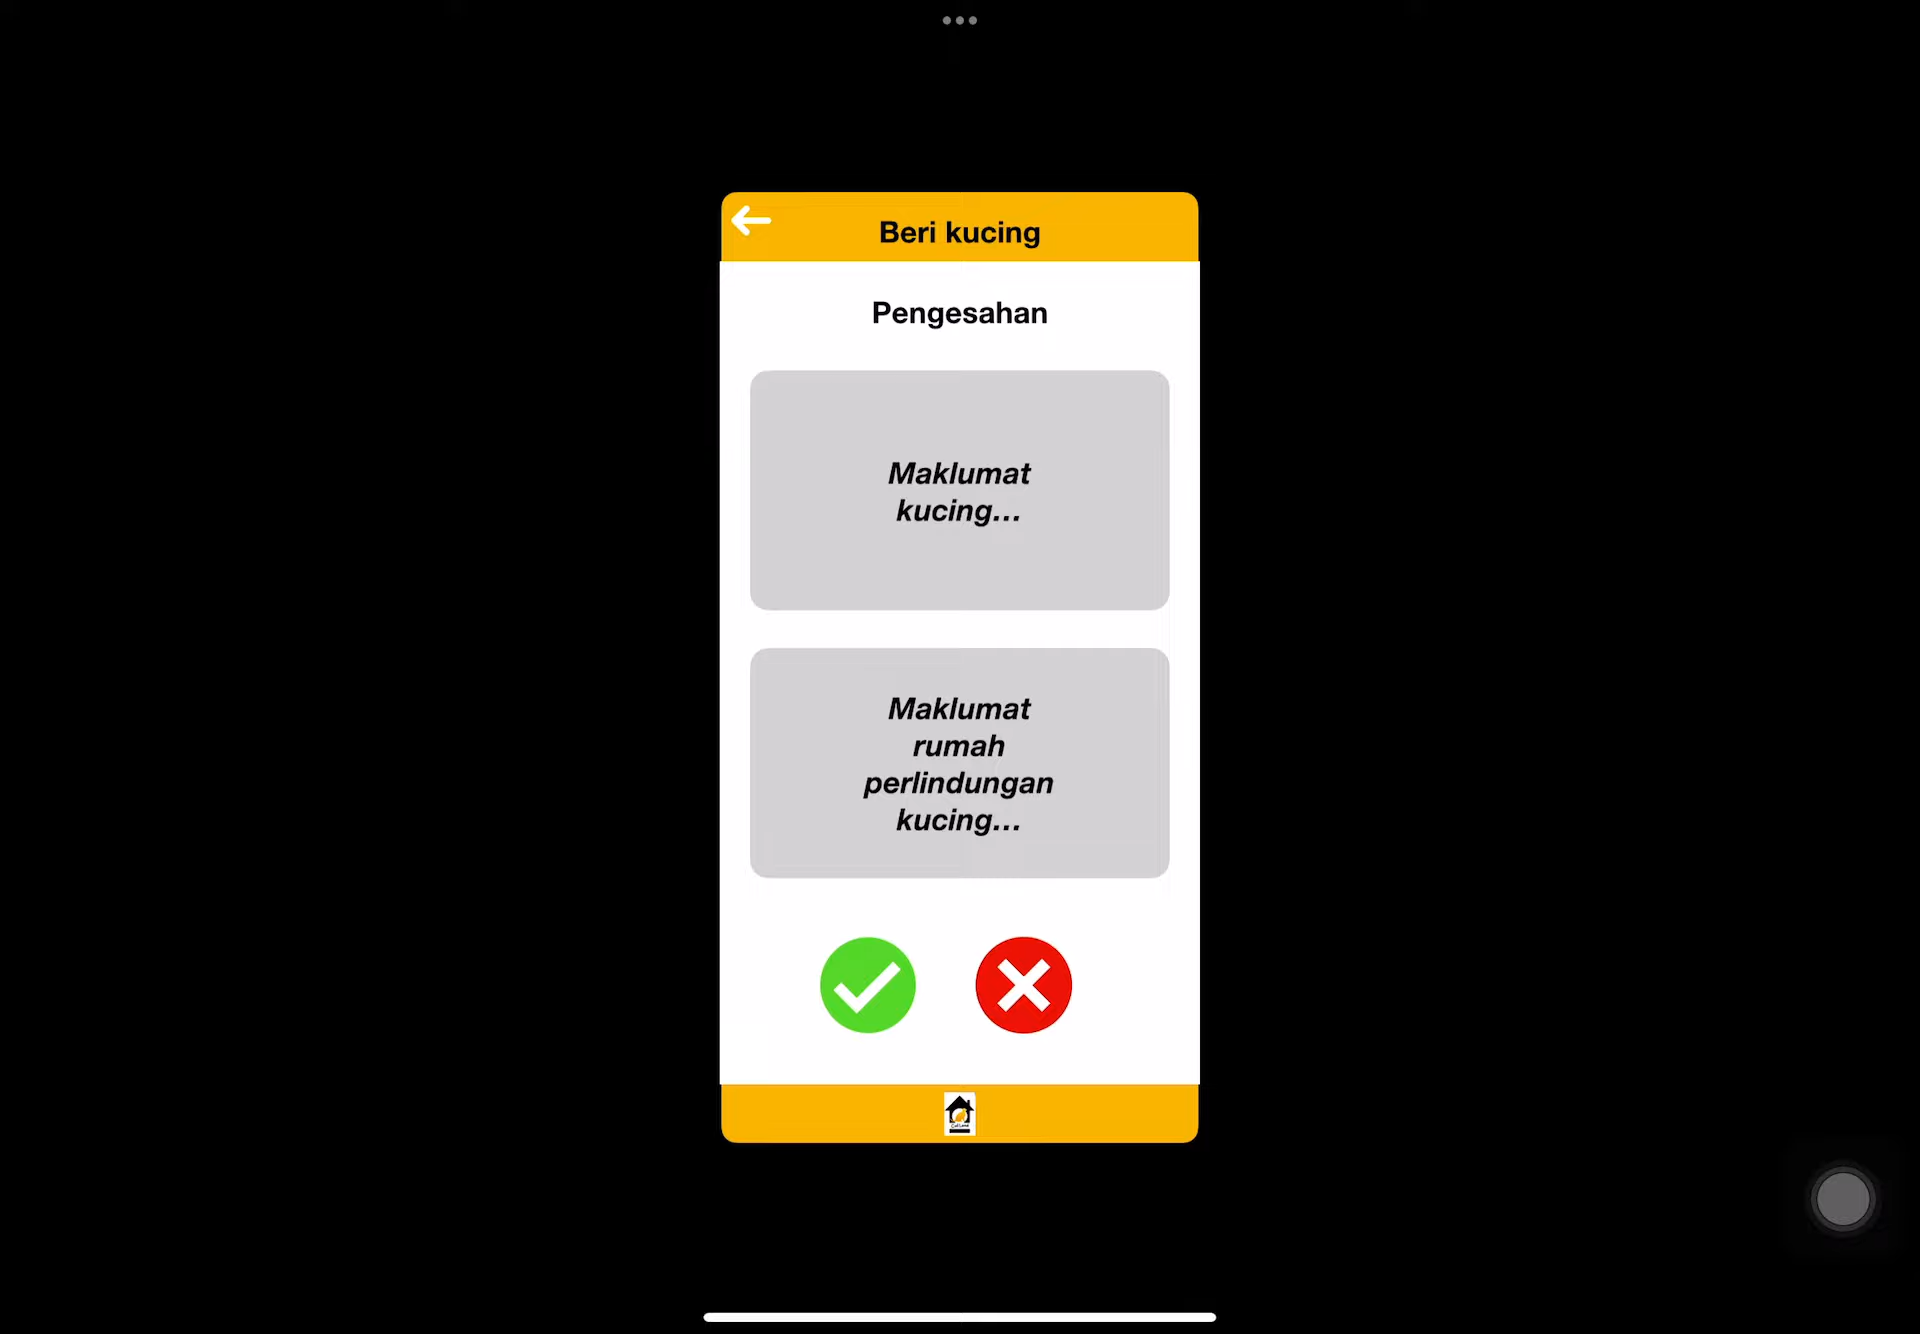 Beri kucing
Pengesahan
Maklumat
kucing...
Maklumat
rumah
perlindungan
kucing...